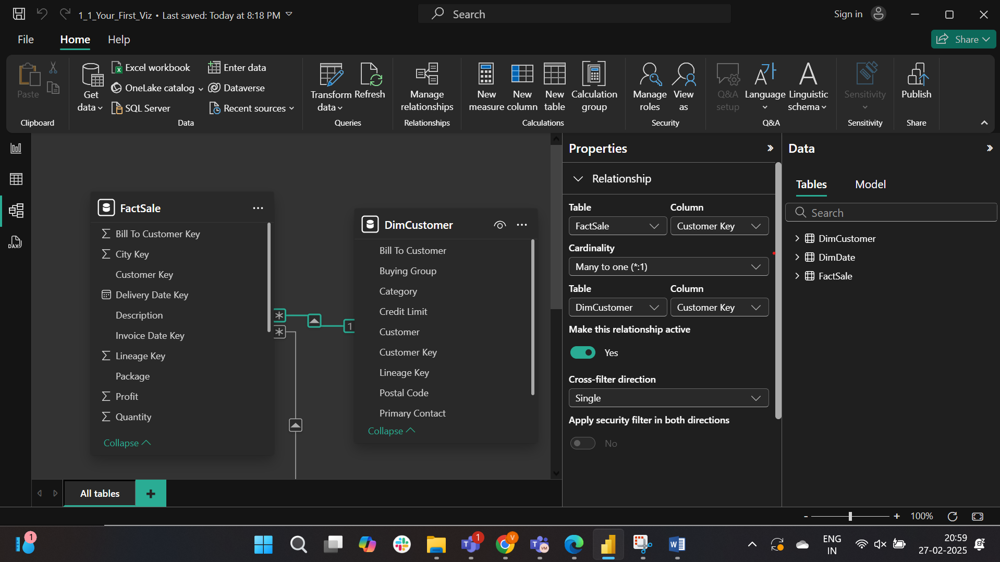 1_1_Your_First_Viz • Last saved: Today at 8:18 PM
Search
Sign in
File
Home
Help
Share
Paste
Clipboard
Get data
Excel workbook
OneLake catalog
SQL Server
Enter data
Dataverse
Recent sources
Data
Transform data
Refresh
Queries
Manage relationships
Relationships
New measure
New column
New table
Calculation group
Calculations
Manage roles
View as
Security
Q&A setup
Language
Linguistic schema
Q&A
Sensitivity
Sensitivity
Publish
Share
DAX
FactSale
Bill To Customer Key
City Key
Customer Key
Delivery Date Key
Description
Invoice Date Key
Lineage Key
Package
Profit
Quantity
Collapse
*
*
1
DimCustomer
Bill To Customer
Buying Group
Category
Credit Limit
Customer
Customer Key
Lineage Key
Postal Code
Primary Contact
Collapse
All tables
+
Properties
Relationship
Table
Column
FactSale
Customer Key
Cardinality
Many to one (*:1)
Table
Column
DimCustomer
Customer Key
Make this relationship active
Yes
Cross-filter direction
Single
Apply security filter in both directions
No
Data
Tables
Model
Search
DimCustomer
DimDate
FactSale
- + 100%
1
1
V
VM
ENG
IN
20:59
27-02-2025